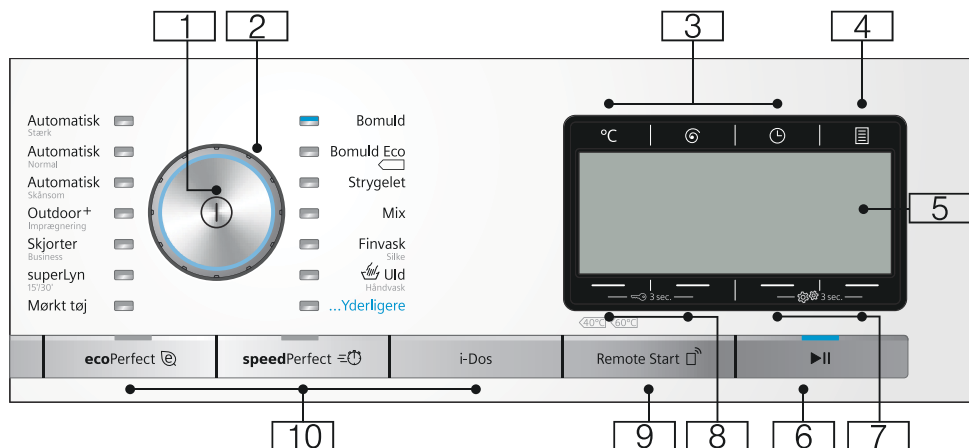 1
2
3
4
Automatisk
Stærk
Automatisk
Normal
Automatisk
Skånsom
Outdoor+
Imprægnering
Skjorter
Business
superLyn
15'/30'
Mørkt tøj
Bomuld
Bomuld Eco
Strygelet
Mix
Finvask
Silke
Uld
Håndvask
...Yderligere
°C
5
3 sec.
3 sec.
40°C 60°C
ecoPerfect e
speedPerfect
i-Dos
Remote Start
10
9
8
6
7